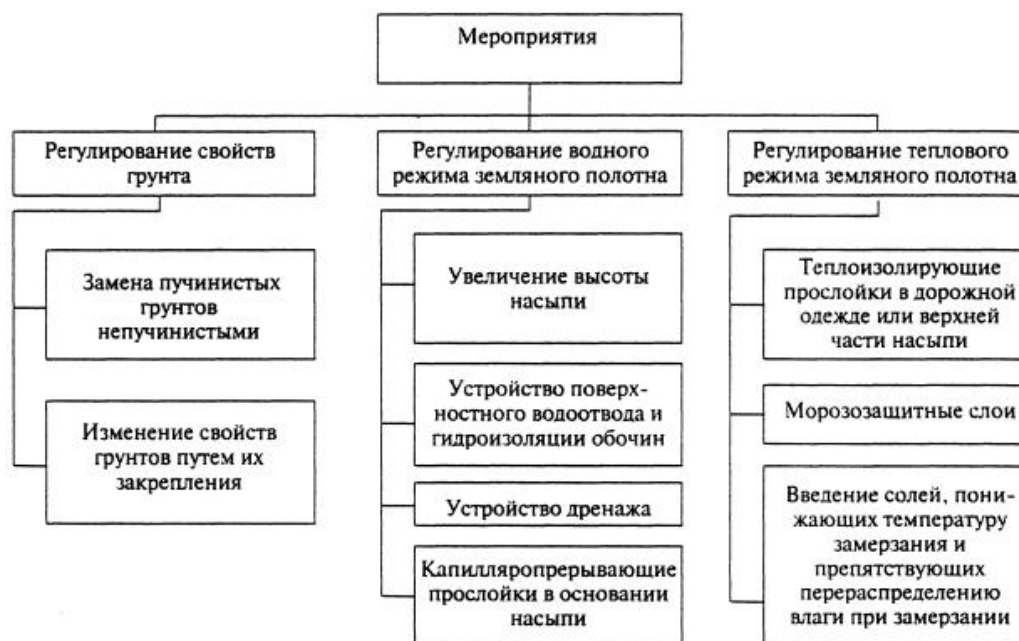 Мероприятия
Регулирование свойств
грунта
Замена пучинистых
грунтов
непучинистыми
Изменение свойств
грунтов путем их
закрепления
Регулирование водного
режима земляного полотна
Увеличение высоты
насыпи
Устройство поверх-
ностного водоотвода и
гидроизоляции обочин
Устройство дренажа
Капилляропрерывающие
прослойки в основании
насыпи
Регулирование теплового
режима земляного полотна
Теплоизолирующие
прослойки в дорожной
одежде или верхней
части насыпи
Морозозащитные слои
Введение солей, пони-
жающих температуру
замерзания и
препятствующих
перераспределению
влаги при замерзании